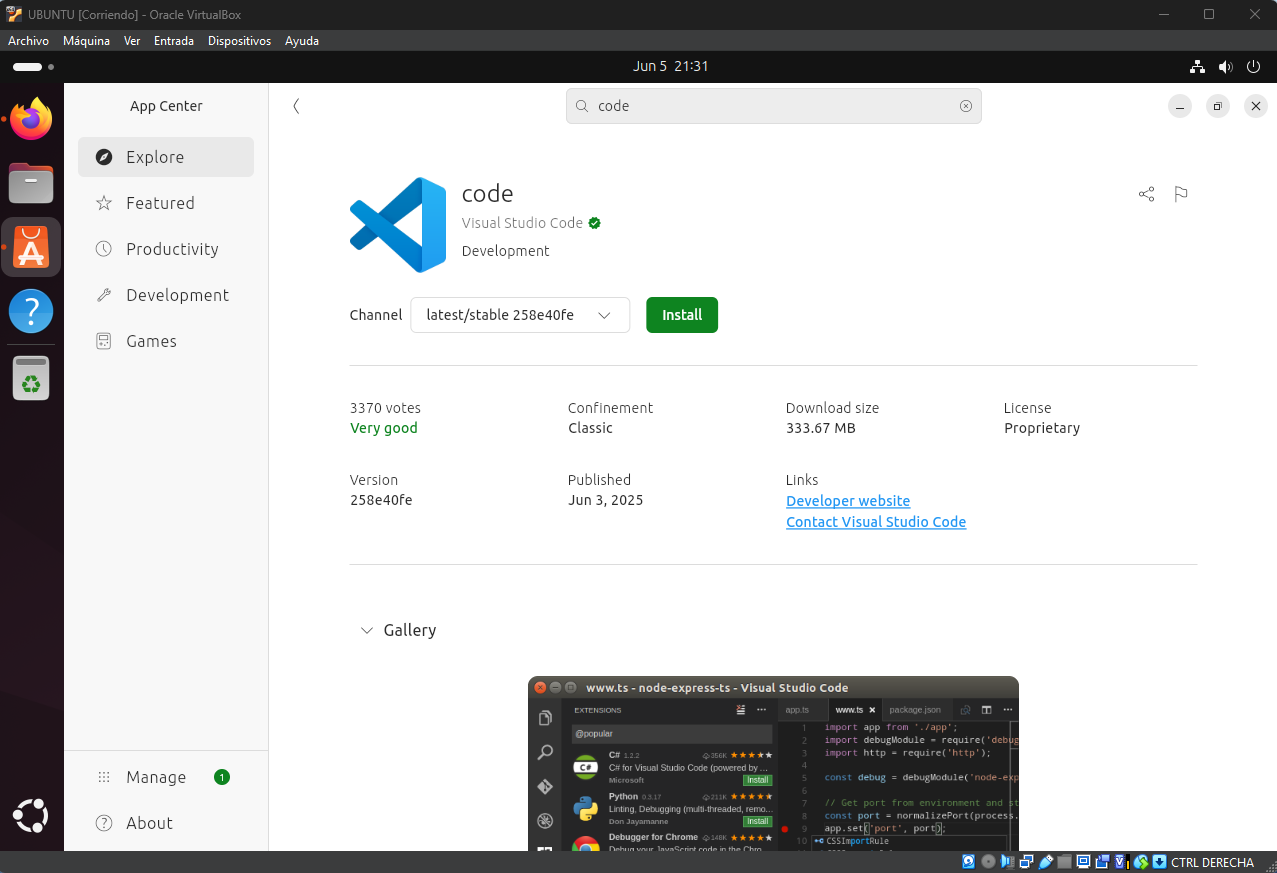 UBUNTU [Corriendo] - Oracle VirtualBox
Archivo Máquina Ver Entrada Dispositivos Ayuda
Jun 5 21:31
App Center
code
Explore
Featured
Productivity
Development
Games
code
Visual Studio Code
Development
Channel latest/stable 258e40fe Install
3370 votes Confinement Download size License
Very good Classic 333.67 MB Proprietary
Version Published Links
258e40fe Jun 3, 2025 Developer website
Contact Visual Studio Code
Gallery
www.ts - node-express-ts - Visual Studio Code
EXTENSIONS
app.ts www.ts package.json
@popular
C# 1.2.2 356K
C# for Visual Studio Code (powered by ...
Microsoft Install
Python 0.3.17 211K
Linting, Debugging (multi-threaded, remo...
Don Jayamanne Install
Debugger for Chrome 148K
Debug your JavaScript code in the Chro...
1 import app from './app';
2 import debugModule = require('debug
3 import http = require('http');
4
5 const debug = debugModule('node-exp
6
7 // Get port from environment and st
8 const port = normalizePort(process.
9 app.set('port', port);
10 CSSImportRule
Manage 1
About
CTRL DERECHA